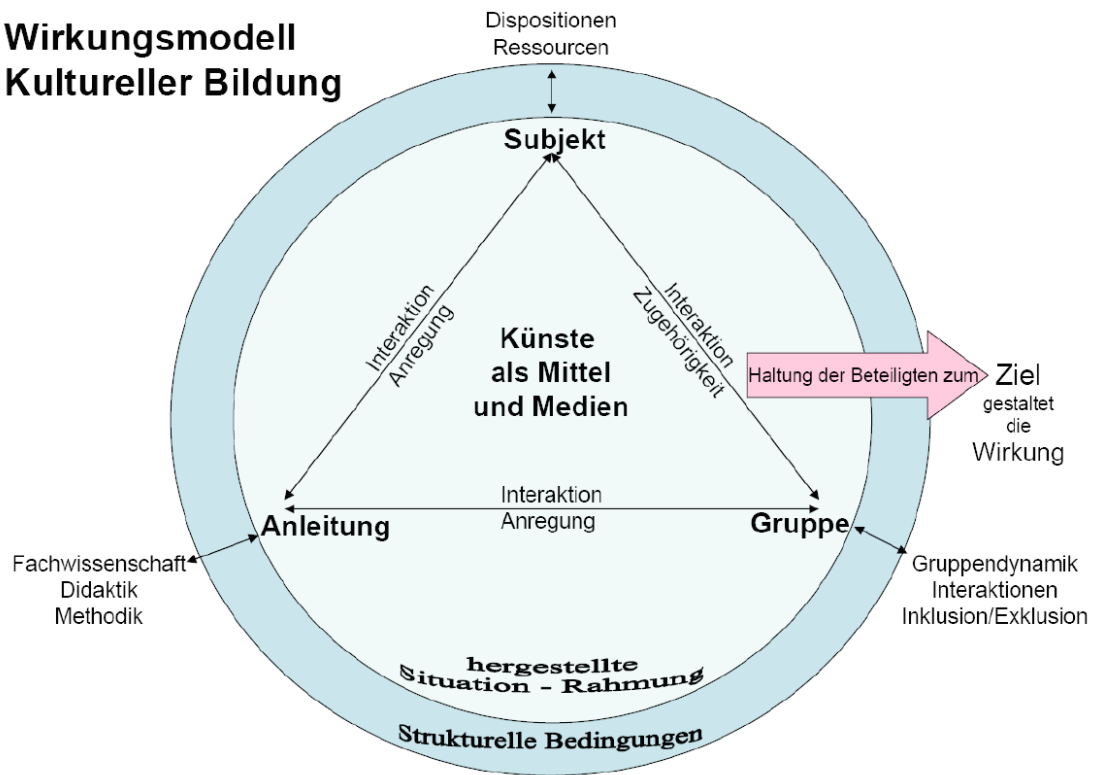 Wirkungsmodell
Kultureller Bildung
Dispositionen
Ressourcen
Subjekt
Interaktion
Anregung
Interaktion
Zugehörigkeit
Künste
als Mittel
und Medien
Haltung der Beteiligten zum
Ziel
gestaltet
die
Wirkung
Interaktion
Anregung
Anleitung
Gruppe
Fachwissenschaft
Didaktik
Methodik
Gruppendynamik
Interaktionen
Inklusion/Exklusion
hergestellte
Situation - Rahmung
Strukturelle Bedingungen